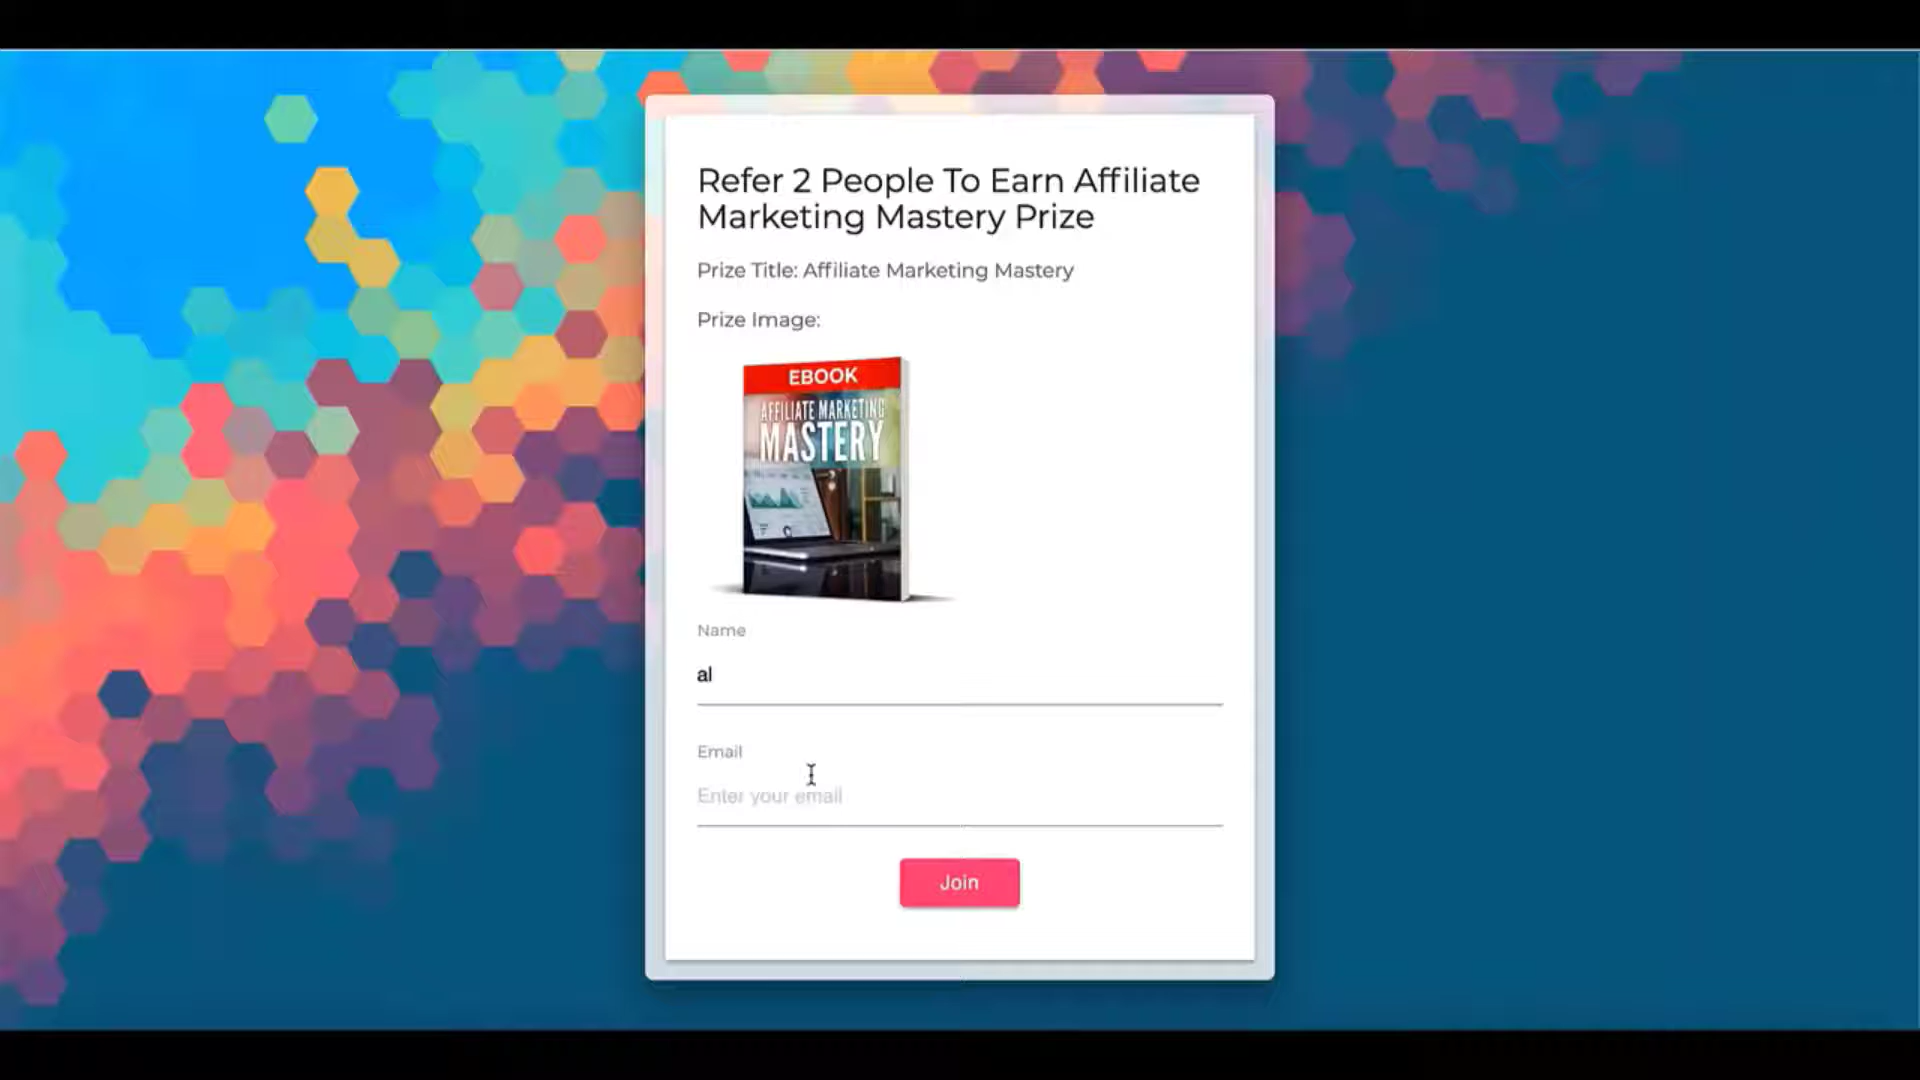 Refer 2 People To Earn Affiliate
Marketing Mastery Prize
Prize Title: Affiliate Marketing Mastery
Prize Image:
EBOOK
AFFILIATE MARKETING
MASTERY
Name
al
Email
Enter your email
Join